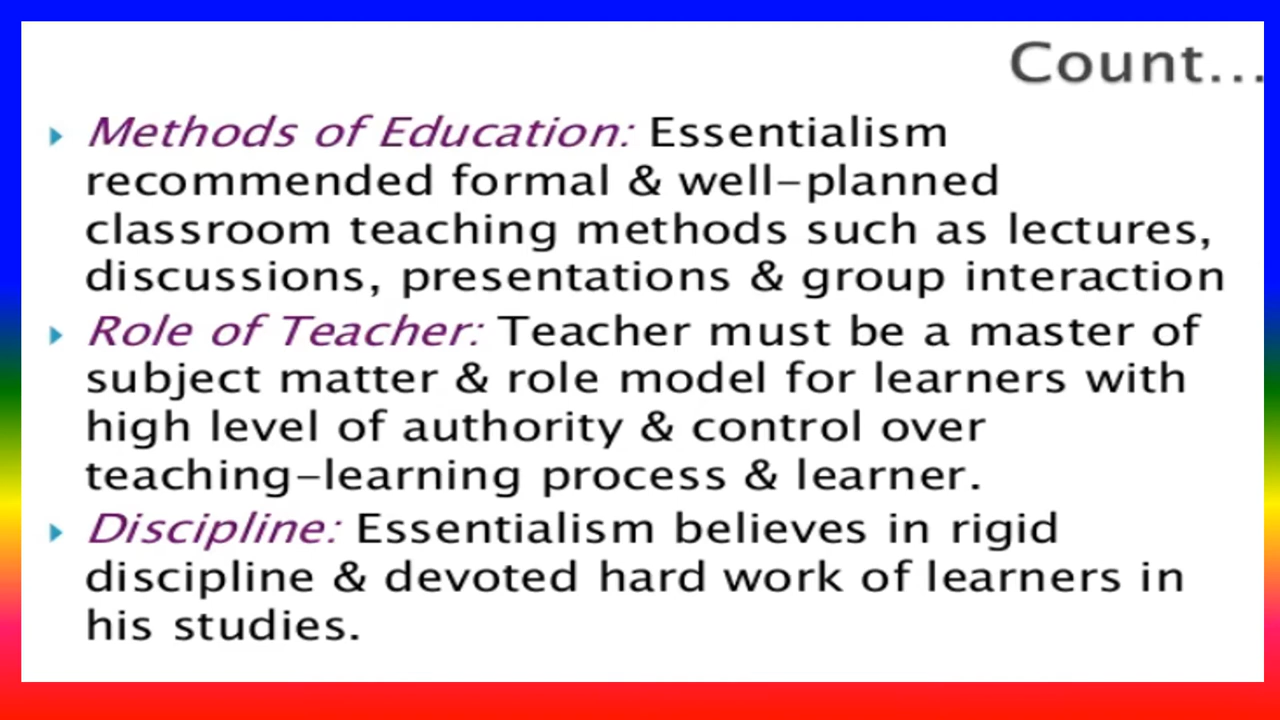 Count...
Methods of Education: Essentialism
recommended formal & well-planned
classroom teaching methods such as lectures,
discussions, presentations & group interaction
Role of Teacher: Teacher must be a master of
subject matter & role model for learners with
high level of authority & control over
teaching-learning process & learner.
Discipline: Essentialism believes in rigid
discipline & devoted hard work of learners in
his studies.